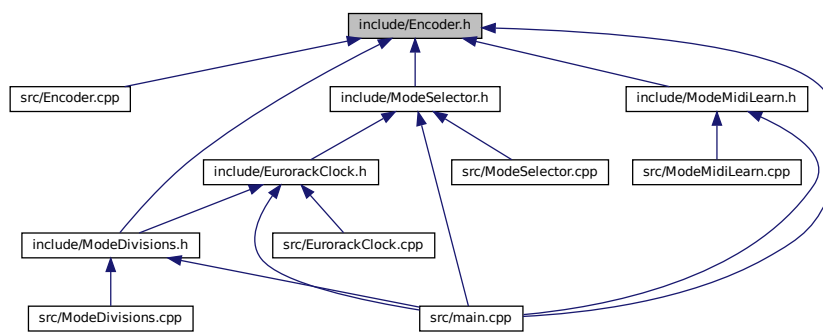 include/Encoder.h
src/Encoder.cpp
include/ModeSelector.h
include/ModeMidiLearn.h
include/EurorackClock.h
src/ModeSelector.cpp
src/ModeMidiLearn.cpp
include/ModeDivisions.h
src/EurorackClock.cpp
src/ModeDivisions.cpp
src/main.cpp